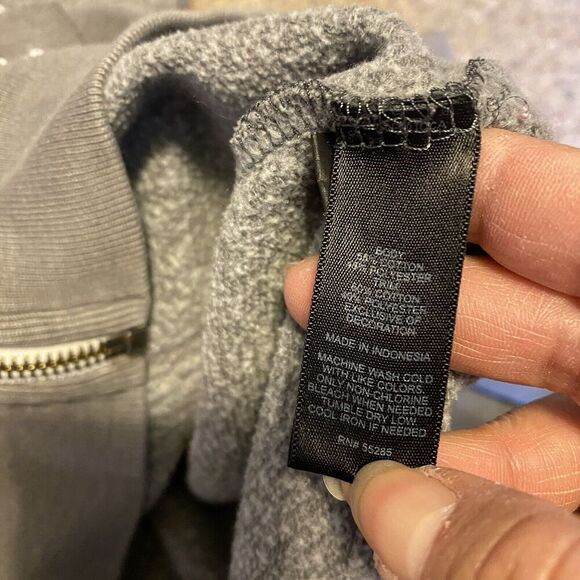 BODY
COTTON
POLYESTER
TRIM
60% COTTON
40% POLYESTER
EXCLUSIVE OF
DECORATION
MADE IN INDONESIA
MACHINE WASH COLD
WITH LIKE COLORS
ONLY NON-CHLORINE
BLEACH WHEN NEEDED
TUMBLE DRY LOW
COOL IRON IF NEEDED
RN# 55285